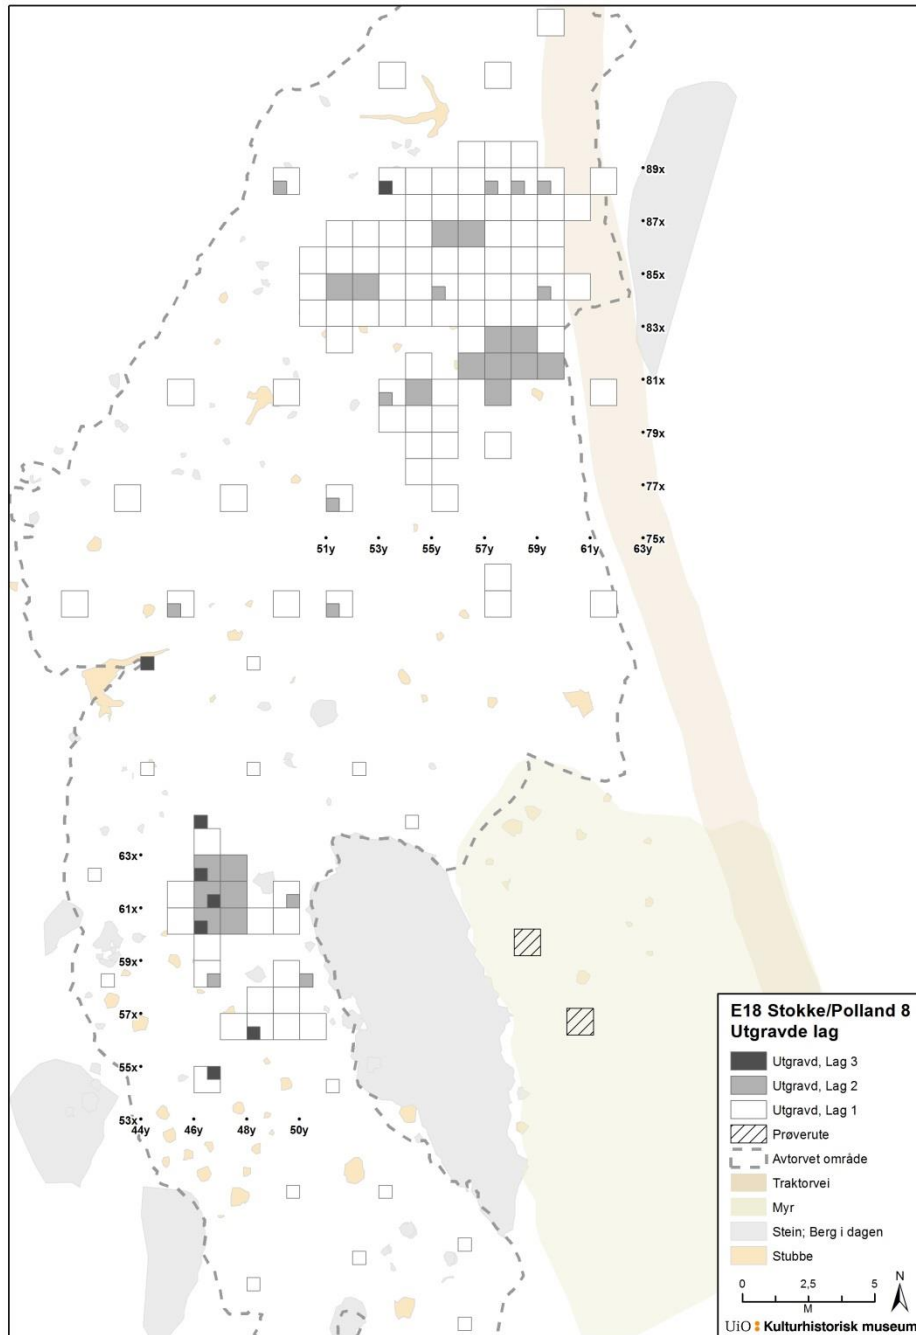 89x
87x
85x
83x
81x
79x
77x
75x
51y 53y 55y 57y 59y 61y 63y
63x
61x
59x
57x
55x
53x
44y 46y 48y 50y
E18 Stokke/Polland 8
Utgravde lag
Utgravd, Lag 3
Utgravd, Lag 2
Utgravd, Lag 1
Prøverute
Avtorvet område
Traktorvei
Myr
Stein; Berg i dagen
Stubbe
0 2,5 5
M
N
UiO Kulturhistorisk museum